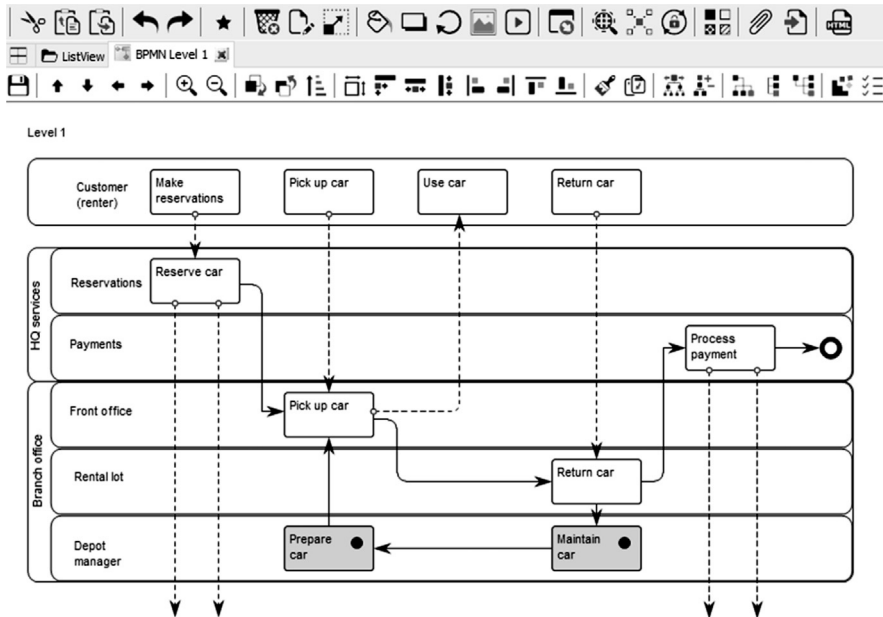 HTML
ListView
BPMN Level 1
Level 1
Customer
(renter)
Make
reservations
Pick up car
Use car
Return car
HQ services
Reservations
Reserve car
Payments
Process
payment
Branch office
Front office
Pick up car
Rental lot
Return car
Depot
manager
Prepare
car
Maintain
car